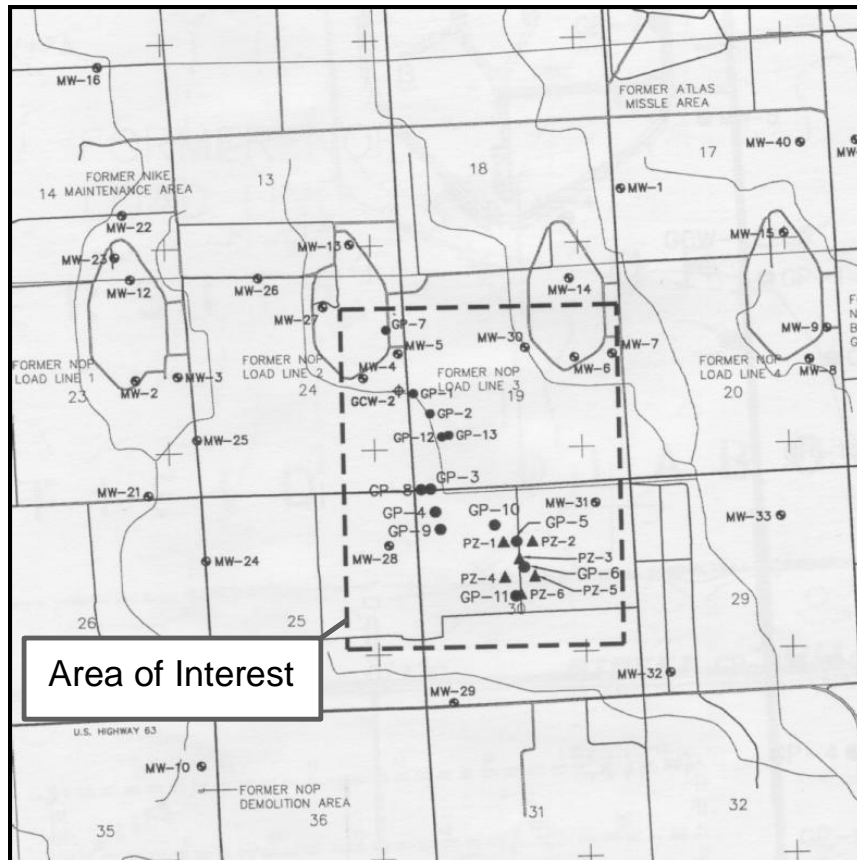 MW-16
FORMER ATLAS
MISSLE AREA
17
MW-40
MW
18
13
14
FORMER NIKE
MAINTENANCE AREA
MW-1
MW-22
MW-15
MW-13
MW-23
MW-12
MW-26
MW-14
MW-27
GP-7
MW-30
MW-7
MW-9
MW-5
FORMER NOP
LOAD LINE 1
FORMER NOP
LOAD LINE 2
MW-4
FORMER NOP
LOAD LINE 3
MW-6
FORMER NOP
LOAD LINE 4
MW-8
23
MW-2
MW-3
24
19
20
GCW-2
GP-1
GP-2
GP-12
GP-13
MW-25
GP-3
GP-8
MW-21
MW-31
GP-4
GP-10
GP-5
MW-33
GP-9
PZ-1
PZ-2
MW-28
PZ-3
MW-24
GP-6
PZ-4
PZ-5
GP-11
PZ-6
30
29
26
25
Area of Interest
MW-32
MW-29
U.S. HIGHWAY 63
MW-10
FORMER NOP
DEMOLITION AREA
35
36
31
32